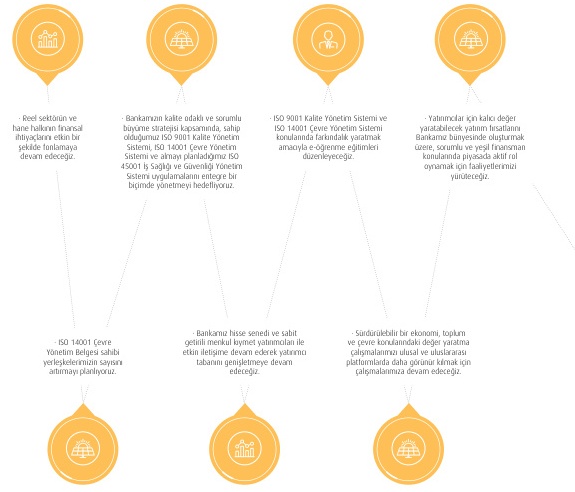 · Reel sektörün ve
hane halkının finansal
ihtiyaçlarını etkin bir
şekilde fonlamaya
devam edeceğiz.
· Bankamızın kalite odaklı ve sorumlu
büyüme stratejisi kapsamında, sahip
olduğumuz ISO 9001 Kalite Yönetim
Sistemi, ISO 14001 Çevre Yönetim
Sistemi ve almayı planladığımız ISO
45001 İş Sağlığı ve Güvenliği Yönetim
Sistemi uygulamalarını entegre bir
biçimde yönetmeyi hedefliyoruz.
· ISO 9001 Kalite Yönetim Sistemi ve
ISO 14001 Çevre Yönetim Sistemi
konularında farkındalık yaratmak
amacıyla e-öğrenme eğitimleri
düzenleyeceğiz.
· Yatırımcılar için kalıcı değer
yaratabilecek yatırım fırsatlarını
Bankamız bünyesinde oluşturmak
üzere, sorumlu ve yeşil finansman
konularında piyasada aktif rol
oynamak için faaliyetlerimizi
yürüteceğiz.
· ISO 14001 Çevre
Yönetim Belgesi sahibi
yerleşkelerimizin sayısını
artırmayı planlıyoruz.
· Bankamız hisse senedi ve sabit
getirili menkul kıymet yatırımcıları ile
etkin iletişime devam ederek yatırımcı
tabanını genişletmeye devam
edeceğiz.
· Sürdürülebilir bir ekonomi, toplum
ve çevre konularındaki değer yaratma
çalışmalarımızı ulusal ve uluslararası
platformlarda daha görünür kılmak için
çalışmalarımıza devam edeceğiz.